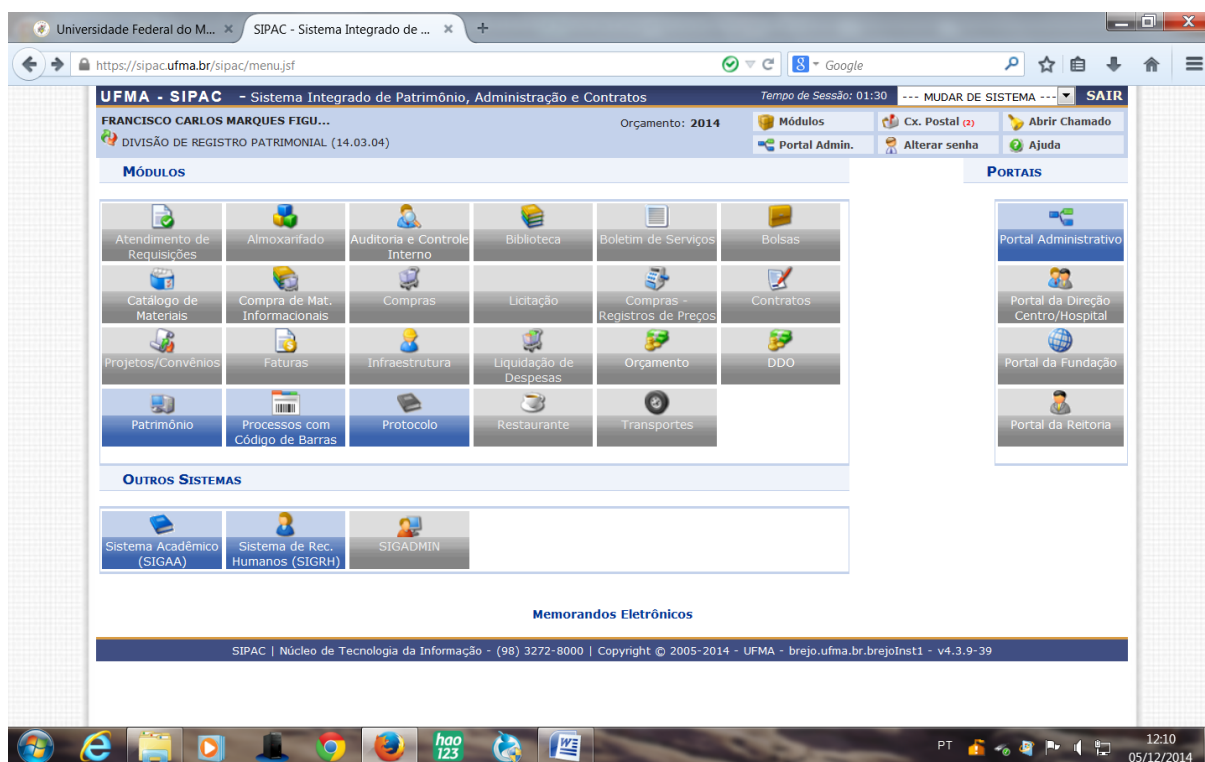 Universidade Federal do M... ×
SIPAC - Sistema Integrado de ... × +
https://sipac.ufma.br/sipac/menu.jsf
8 Google
UFMA - SIPAC - Sistema Integrado de Patrimônio, Administração e Contratos
Tempo de Sessão: 01:30 --- MUDAR DE SISTEMA --- SAIR
FRANCISCO CARLOS MARQUES FIGU...
Orçamento: 2014
Módulos
Cx. Postal (2)
Abrir Chamado
DIVISÃO DE REGISTRO PATRIMONIAL (14.03.04)
Portal Admin.
Alterar senha
Ajuda
MÓDULOS
PORTAIS
Atendimento de
Requisições
Almoxarifado
Auditoria e Controle
Interno
Biblioteca
Boletim de Serviços
Bolsas
Portal Administrativo
Catálogo de
Materiais
Compra de Mat.
Informacionais
Compras
Licitação
Compras -
Registros de Preços
Contratos
Portal da Direção
Centro/Hospital
Projetos/Convênios
Faturas
Infraestrutura
Liquidação de
Despesas
Orçamento
DDO
Portal da Fundação
Patrimônio
Processos com
Código de Barras
Protocolo
Restaurante
Transportes
Portal da Reitoria
OUTROS SISTEMAS
Sistema Acadêmico
(SIGAA)
Sistema de Rec.
Humanos (SIGRH)
SIGADMIN
Memorandos Eletrônicos
SIPAC | Núcleo de Tecnologia da Informação - (98) 3272-8000 | Copyright © 2005-2014 - UFMA - brejo.ufma.br.brejoInst1 - v4.3.9-39
hao
123
W
PT
12:10
05/12/2014